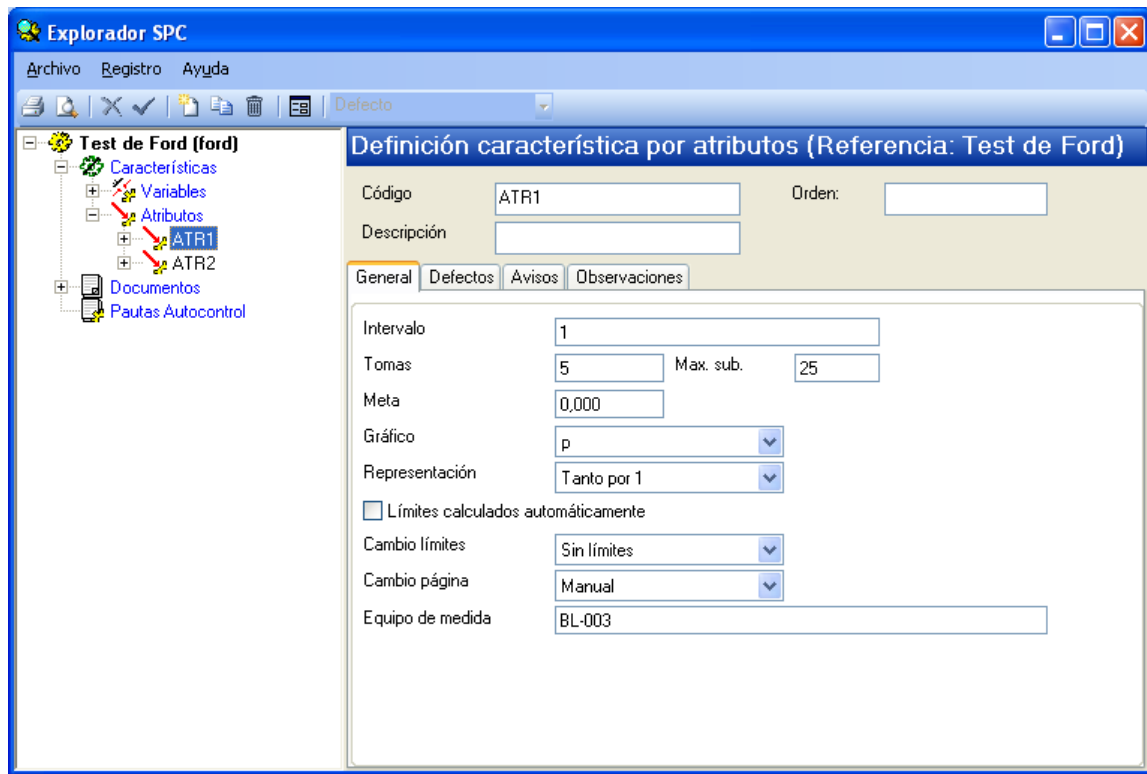 Explorador SPC
Archivo Registro Ayuda
Defecto
Test de Ford (ford)
Características
Variables
Atributos
ATR1
ATR2
Documentos
Pautas Autocontrol
Definición característica por atributos (Referencia: Test de Ford)
Código ATR1 Orden:
Descripción
General Defectos Avisos Observaciones
Intervalo 1
Tomas 5 Max. sub. 25
Meta 0,000
Gráfico p
Representación Tanto por 1
Límites calculados automáticamente
Cambio límites Sin límites
Cambio página Manual
Equipo de medida BL-003